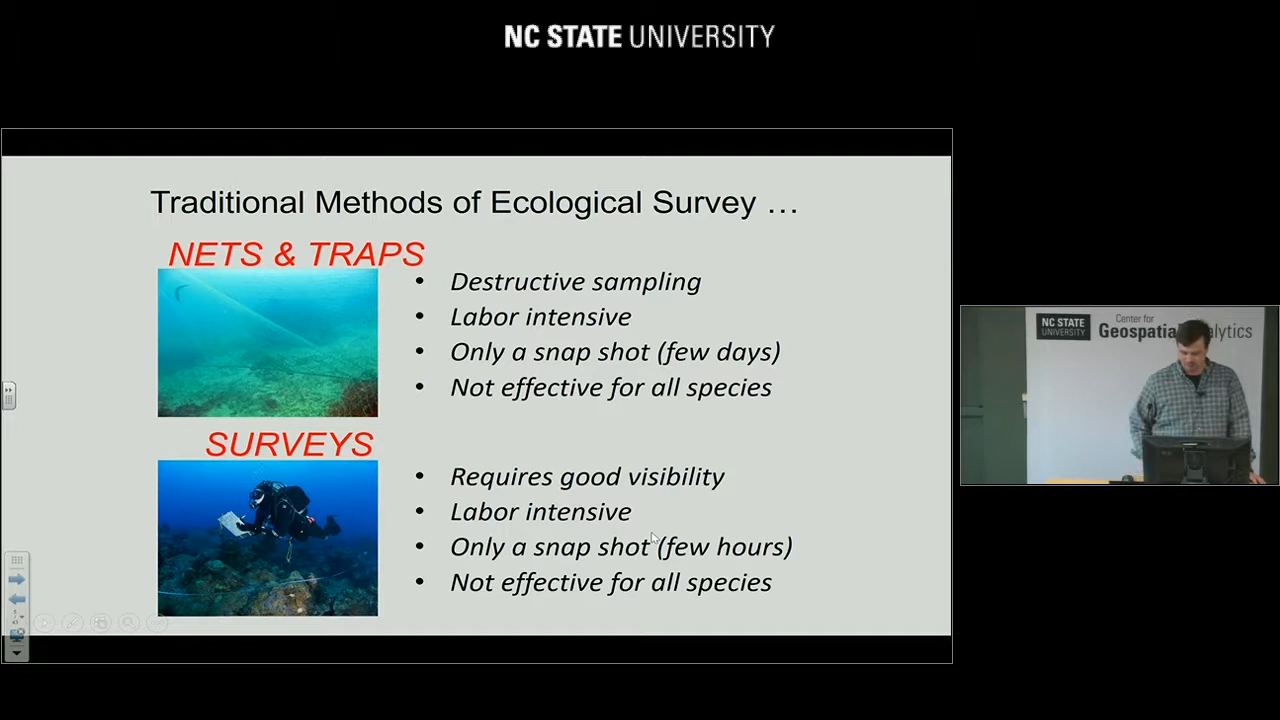 NC STATE UNIVERSITY
Traditional Methods of Ecological Survey …
NETS & TRAPS
• Destructive sampling
• Labor intensive
• Only a snap shot (few days)
• Not effective for all species
SURVEYS
• Requires good visibility
• Labor intensive
• Only a snap shot (few hours)
• Not effective for all species
NC STATE
UNIVERSITY
Center for
Geospatial Analytics